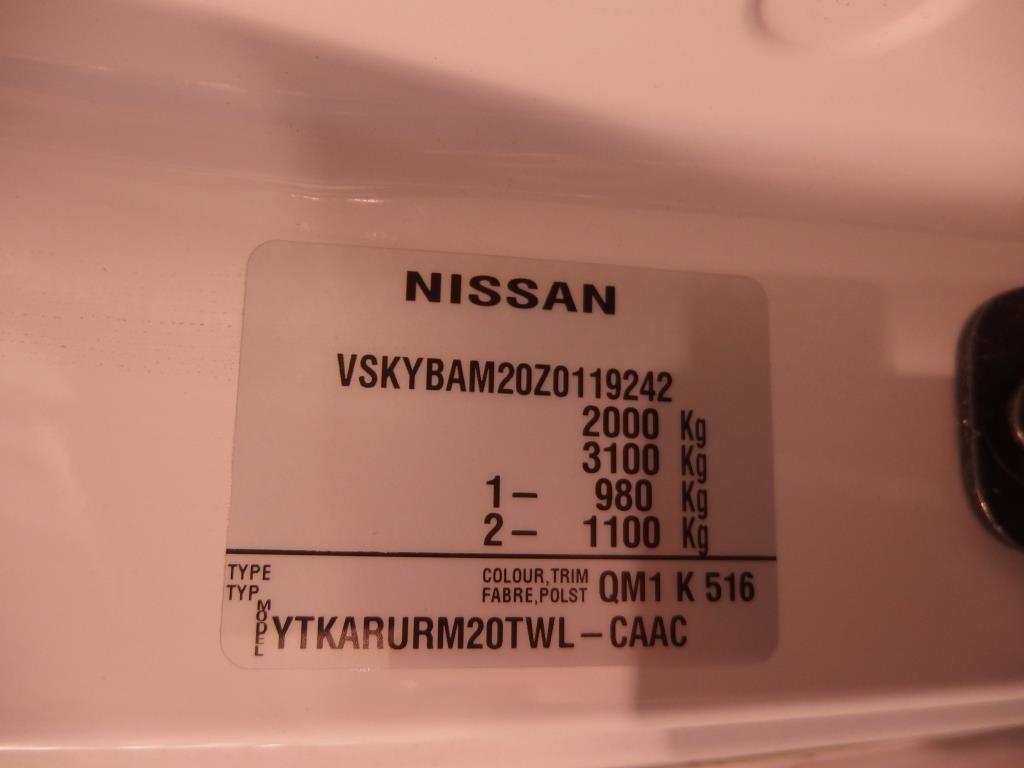 NISSAN
VSKYBAM20Z0119242
2000 Kg
3100 Kg
1- 980 Kg
2- 1100 Kg
TYPE COLOUR,TRIM QM1 K 516
TYP FABRE,POLST
MODEL YTKARURM20TWL-CAAC